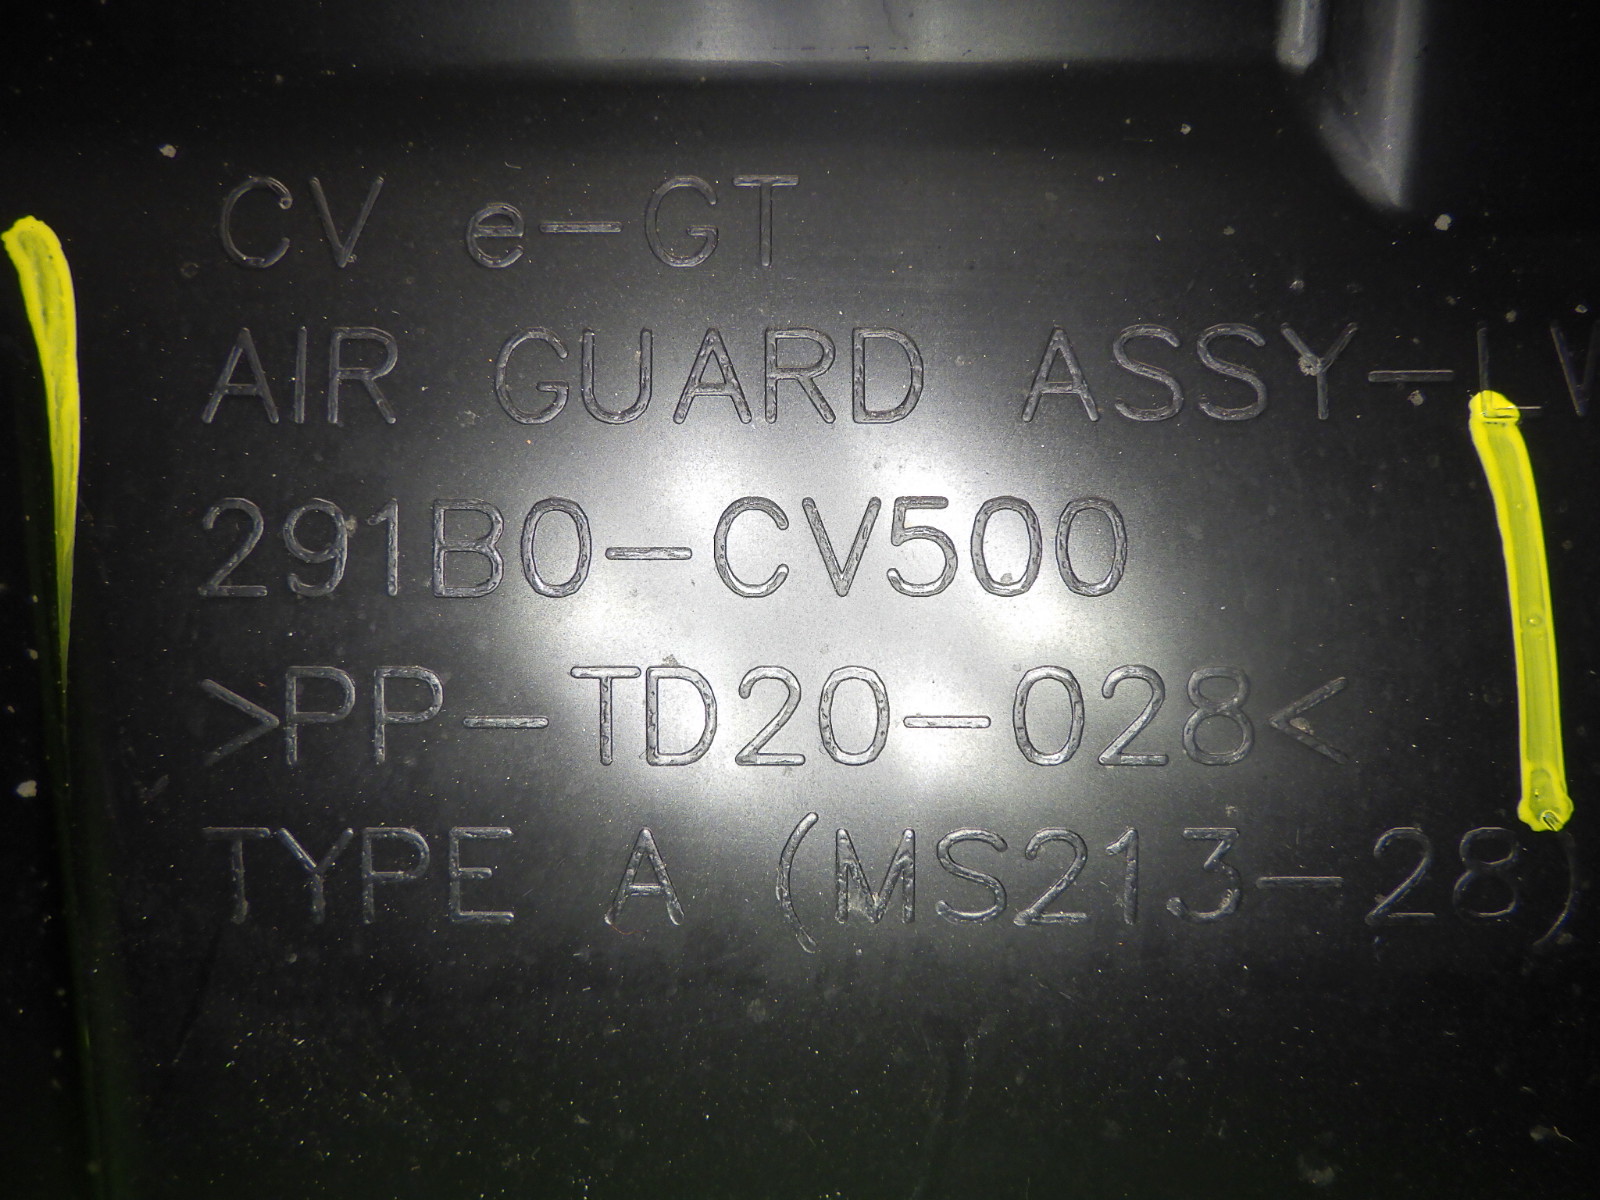 CV e-GT
AIR GUARD ASSY-L
291B0-CV500
>PP-TD20-028<
TYPE A (MS213-28)